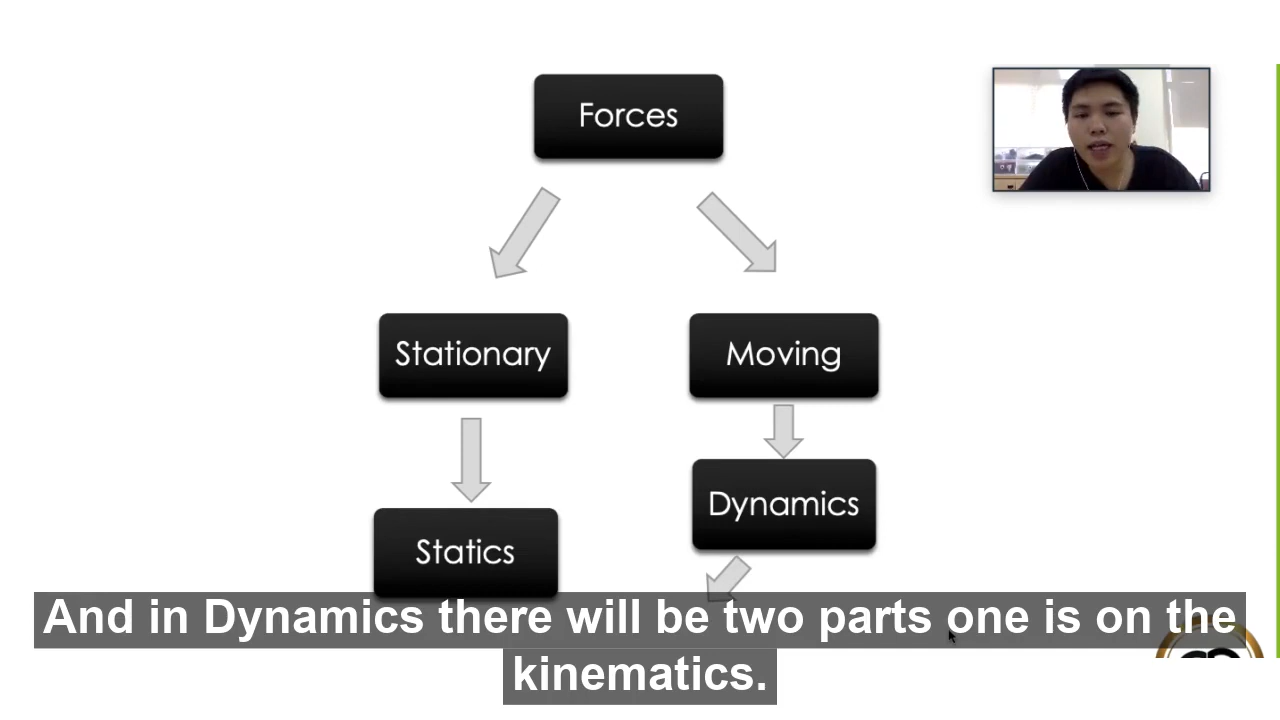 Forces
Stationary
Moving
Dynamics
Statics
And in Dynamics there will be two parts one is on the
kinematics.